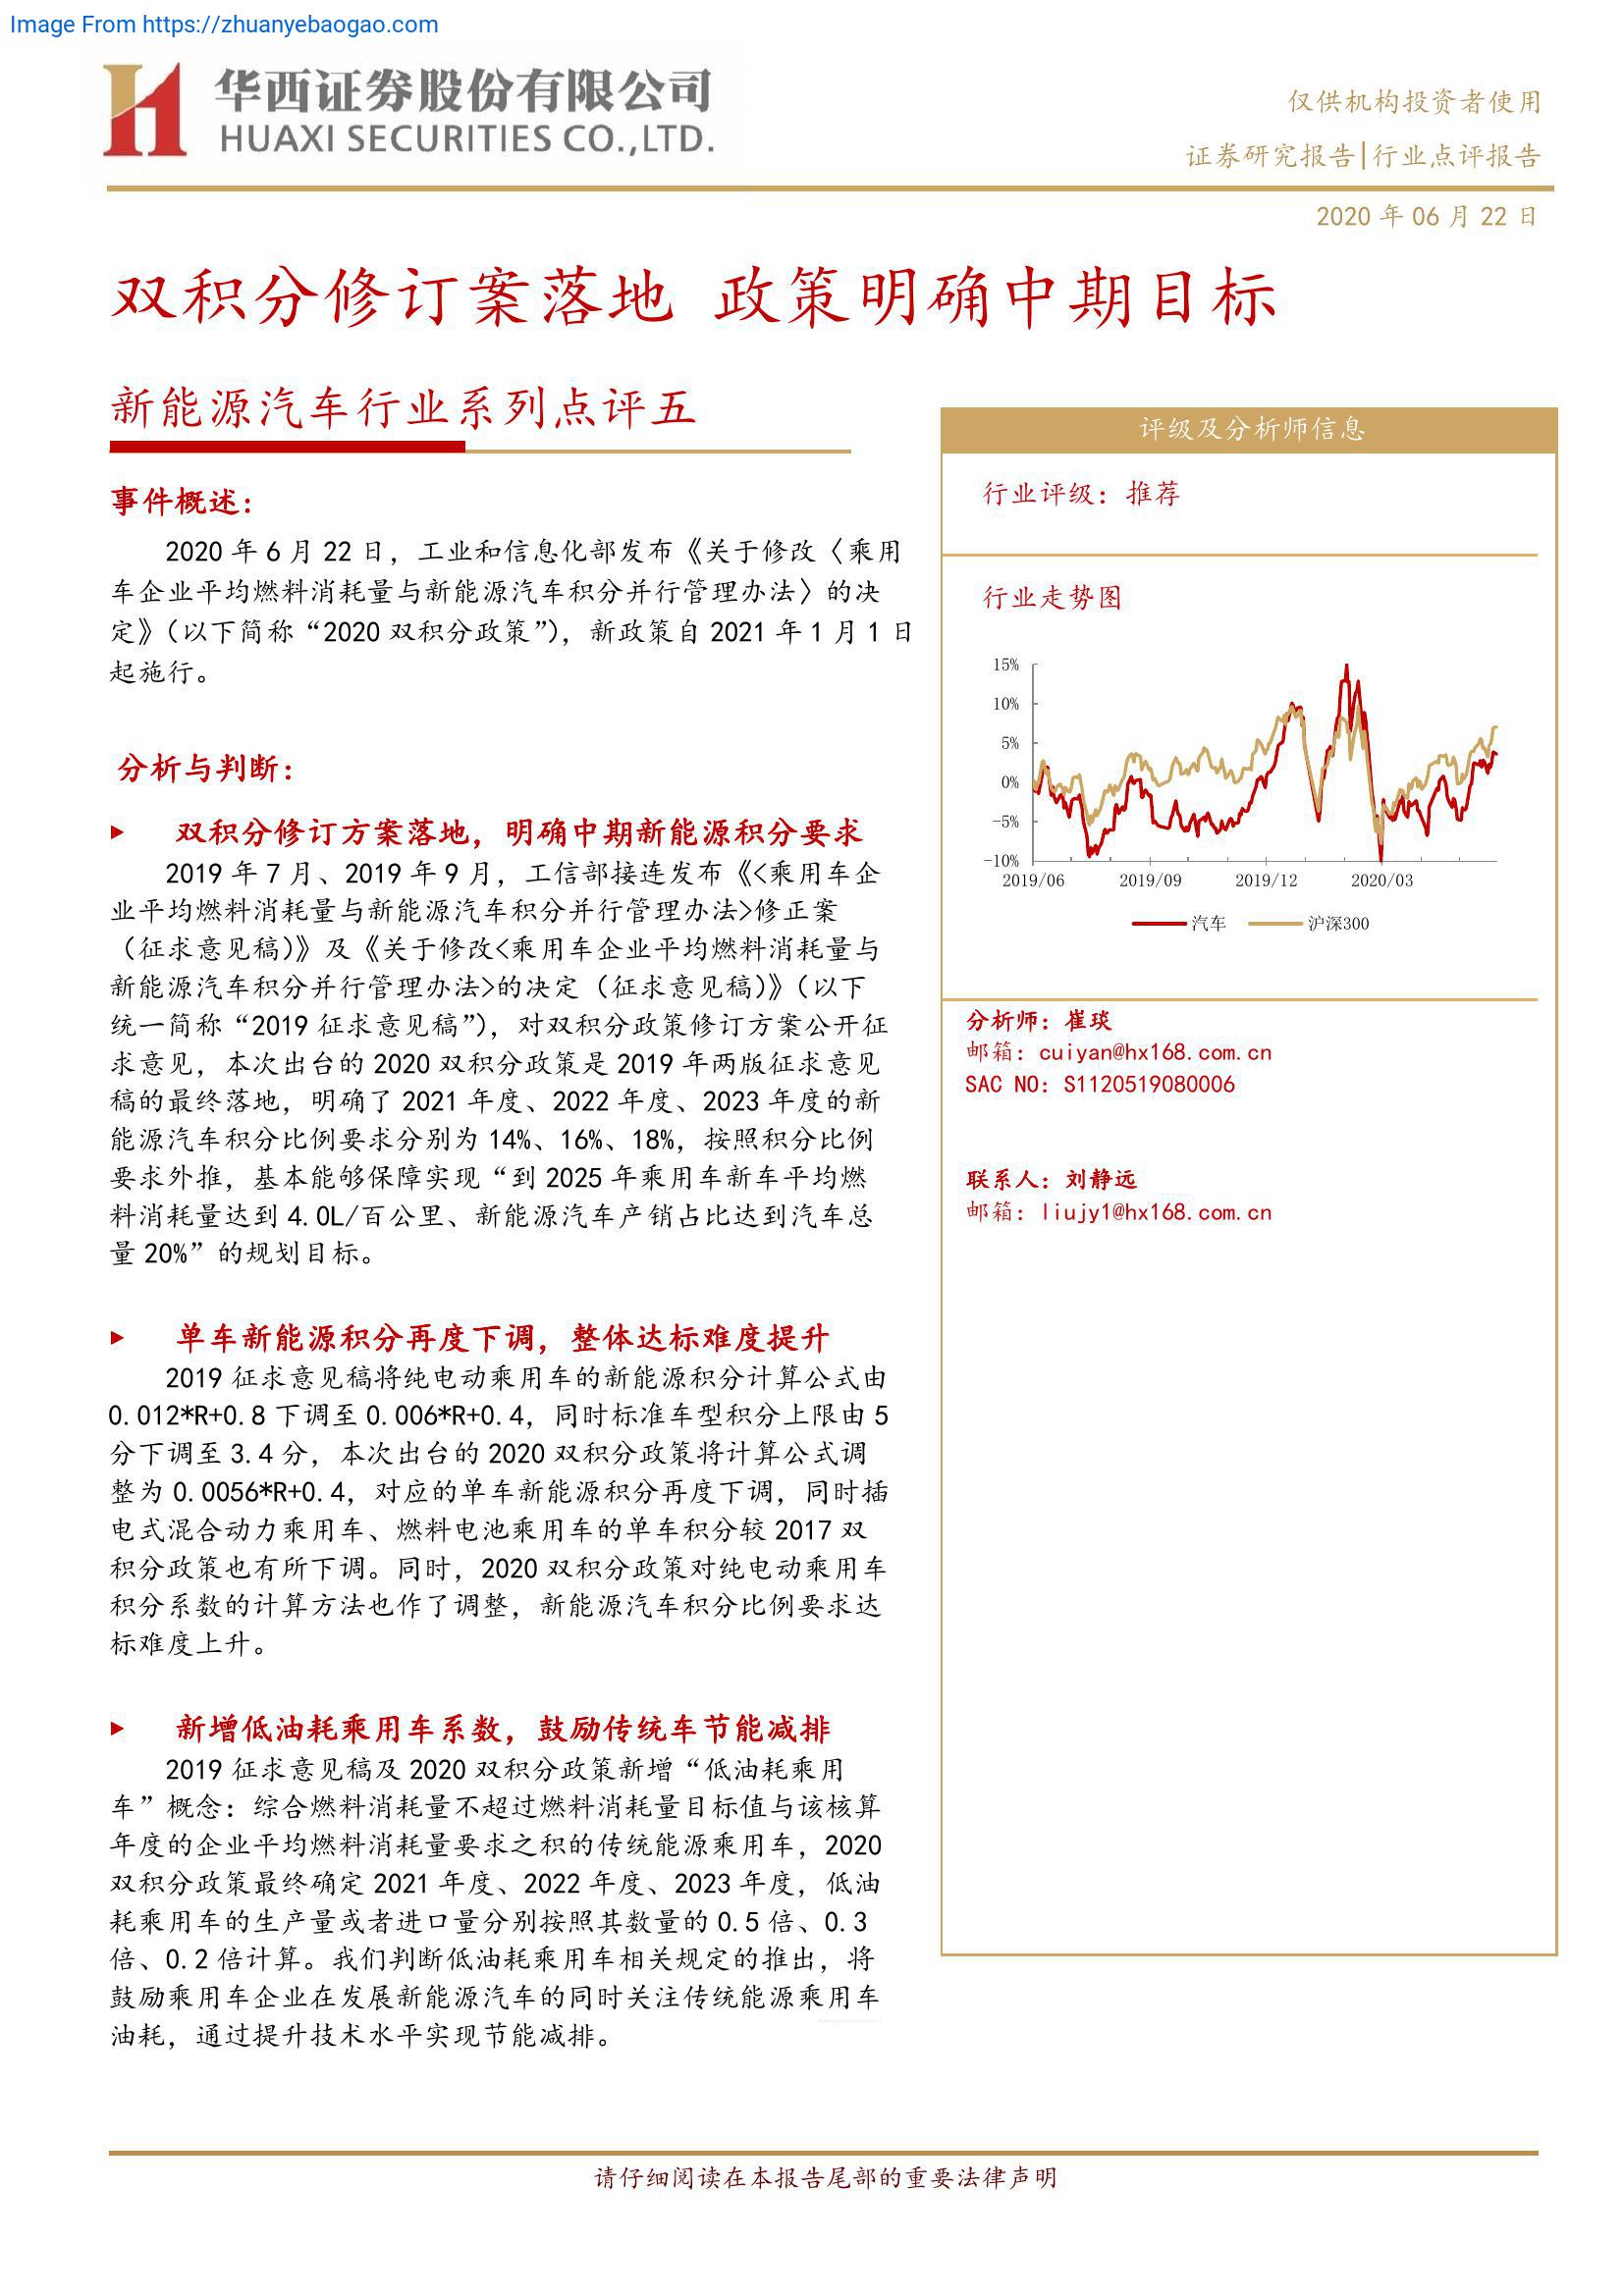 Image From https://zhuanyebaogao.com
华西证券股份有限公司
HUAXI SECURITIES CO.,LTD.
仅供机构投资者使用
证券研究报告|行业点评报告
2020 年 06 月 22 日
双积分修订案落地 政策明确中期目标
新能源汽车行业系列点评五
事件概述：
2020 年 6 月 22 日，工业和信息化部发布《关于修改〈乘用
车企业平均燃料消耗量与新能源汽车积分并行管理办法〉的决
定》（以下简称“2020 双积分政策”），新政策自 2021 年 1 月 1 日
起施行。
分析与判断：
► 双积分修订方案落地，明确中期新能源积分要求
2019 年 7 月、2019 年 9 月，工信部接连发布《<乘用车企
业平均燃料消耗量与新能源汽车积分并行管理办法>修正案
（征求意见稿）》及《关于修改<乘用车企业平均燃料消耗量与
新能源汽车积分并行管理办法>的决定（征求意见稿）》（以下
统一简称“2019 征求意见稿”），对双积分政策修订方案公开征
求意见，本次出台的 2020 双积分政策是 2019 年两版征求意见
稿的最终落地，明确了 2021 年度、2022 年度、2023 年度的新
能源汽车积分比例要求分别为 14%、16%、18%，按照积分比例
要求外推，基本能够保障实现“到 2025 年乘用车新车平均燃
料消耗量达到 4.0L/百公里、新能源汽车产销占比达到汽车总
量 20%”的规划目标。
► 单车新能源积分再度下调，整体达标难度提升
2019 征求意见稿将纯电动乘用车的新能源积分计算公式由
0.012*R+0.8 下调至 0.006*R+0.4，同时标准车型积分上限由 5
分下调至 3.4 分，本次出台的 2020 双积分政策将计算公式调
整为 0.0056*R+0.4，对应的单车新能源积分再度下调，同时插
电式混合动力乘用车、燃料电池乘用车的单车积分较 2017 双
积分政策也有所下调。同时，2020 双积分政策对纯电动乘用车
积分系数的计算方法也作了调整，新能源汽车积分比例要求达
标难度上升。
► 新增低油耗乘用车系数，鼓励传统车节能减排
2019 征求意见稿及 2020 双积分政策新增“低油耗乘用
车”概念：综合燃料消耗量不超过燃料消耗量目标值与该核算
年度的企业平均燃料消耗量要求之积的传统能源乘用车，2020
双积分政策最终确定 2021 年度、2022 年度、2023 年度，低油
耗乘用车的生产量或者进口量分别按照其数量的 0.5 倍、0.3
倍、0.2 倍计算。我们判断低油耗乘用车相关规定的推出，将
鼓励乘用车企业在发展新能源汽车的同时关注传统能源乘用车
油耗，通过提升技术水平实现节能减排。
评级及分析师信息
行业评级：推荐
行业走势图
15%
10%
5%
0%
-5%
-10%
2019/06 2019/09 2019/12 2020/03
汽车 沪深300
分析师：崔琰
邮箱：cuiyan@hx168.com.cn
SAC NO：S1120519080006
联系人：刘静远
邮箱：liujy1@hx168.com.cn
请仔细阅读在本报告尾部的重要法律声明